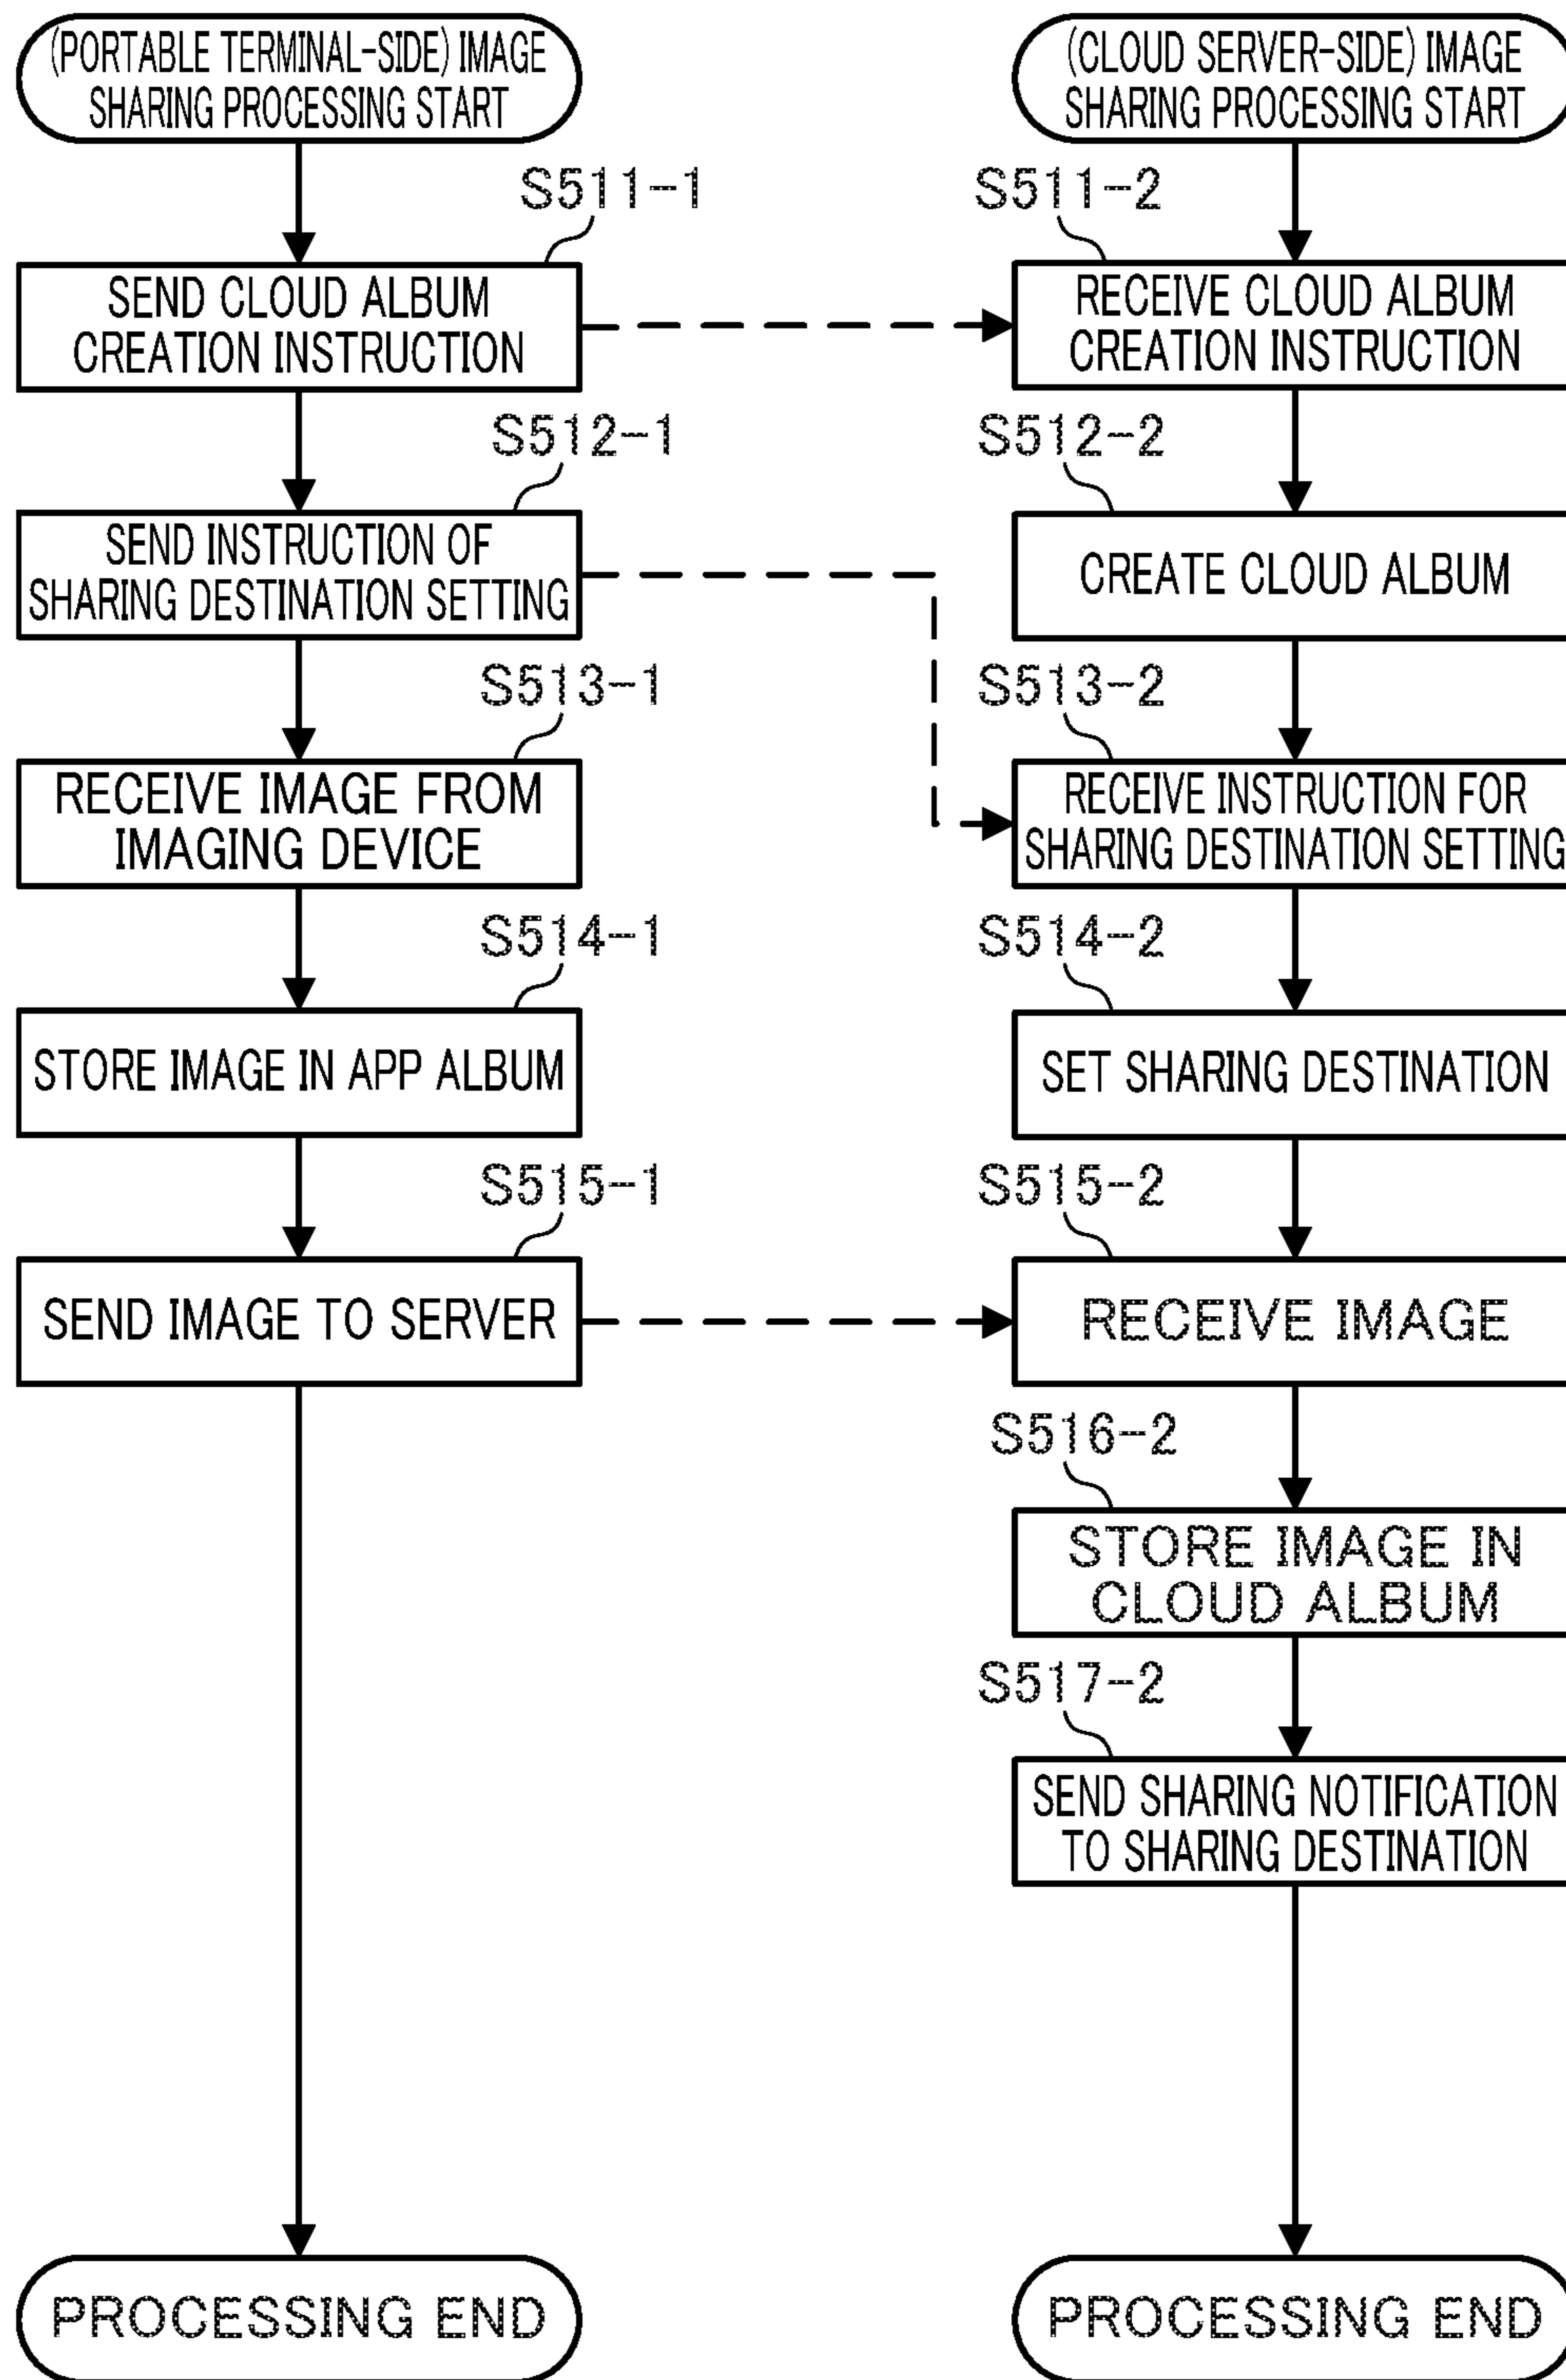 (PORTABLE TERMINAL-SIDE) IMAGE
SHARING PROCESSING START
S511-1
SEND CLOUD ALBUM
CREATION INSTRUCTION
S512-1
SEND INSTRUCTION OF
SHARING DESTINATION SETTING
S513-1
RECEIVE IMAGE FROM
IMAGING DEVICE
S514-1
STORE IMAGE IN APP ALBUM
S515-1
SEND IMAGE TO SERVER
PROCESSING END
(CLOUD SERVER-SIDE) IMAGE
SHARING PROCESSING START
S511-2
RECEIVE CLOUD ALBUM
CREATION INSTRUCTION
S512-2
CREATE CLOUD ALBUM
S513-2
RECEIVE INSTRUCTION FOR
SHARING DESTINATION SETTING
S514-2
SET SHARING DESTINATION
S515-2
RECEIVE IMAGE
S516-2
STORE IMAGE IN
CLOUD ALBUM
S517-2
SEND SHARING NOTIFICATION
TO SHARING DESTINATION
PROCESSING END